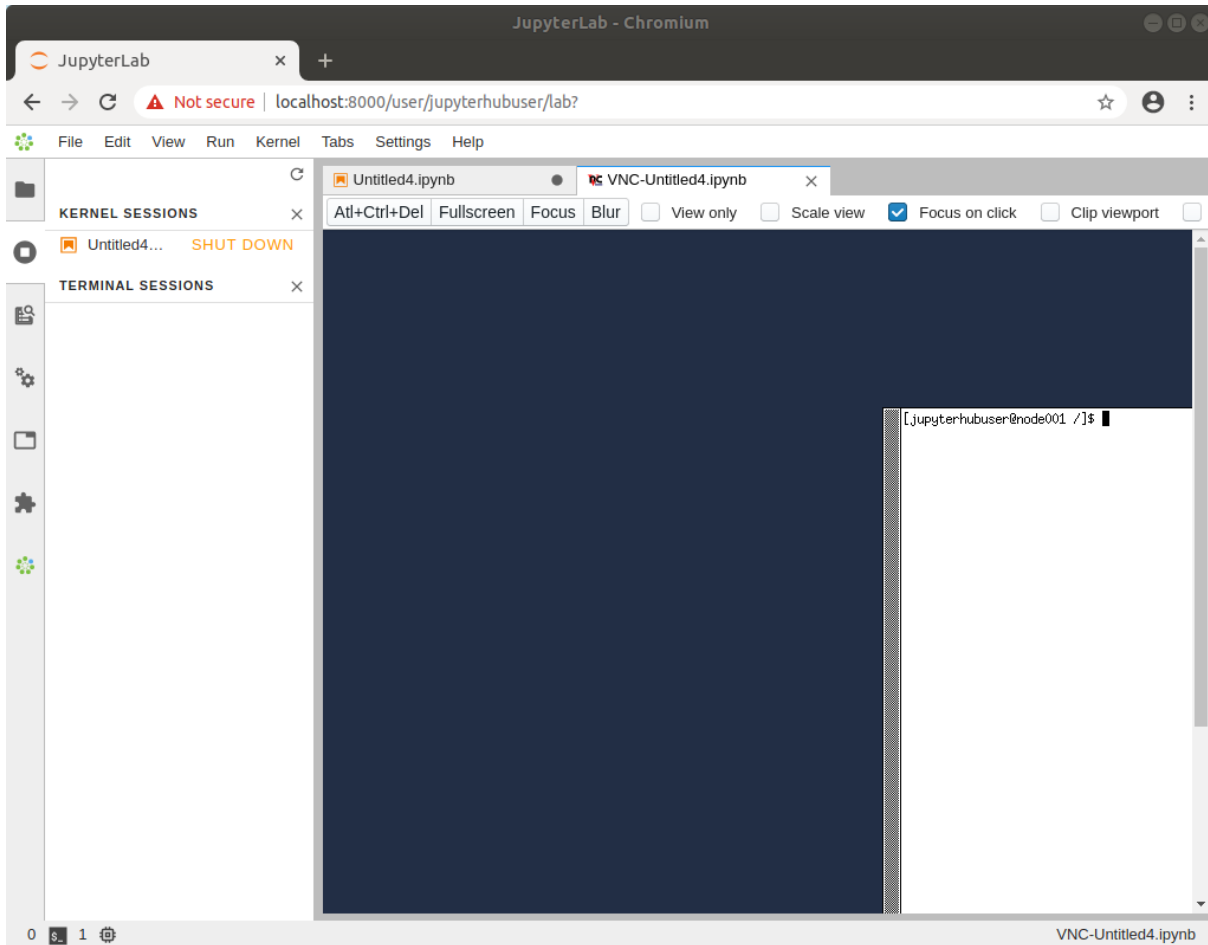 JupyterLab - Chromium
JupyterLab
Not secure | localhost:8000/user/jupyterhubuser/lab?
File Edit View Run Kernel Tabs Settings Help
Untitled4.ipynb VNC-Untitled4.ipynb
KERNEL SESSIONS
Atl+Ctrl+Del Fullscreen Focus Blur View only Scale view Focus on click Clip viewport
Untitled4... SHUT DOWN
TERMINAL SESSIONS
[jupyterhubuser@node001 /]$
0 $_ 1 VNC-Untitled4.ipynb